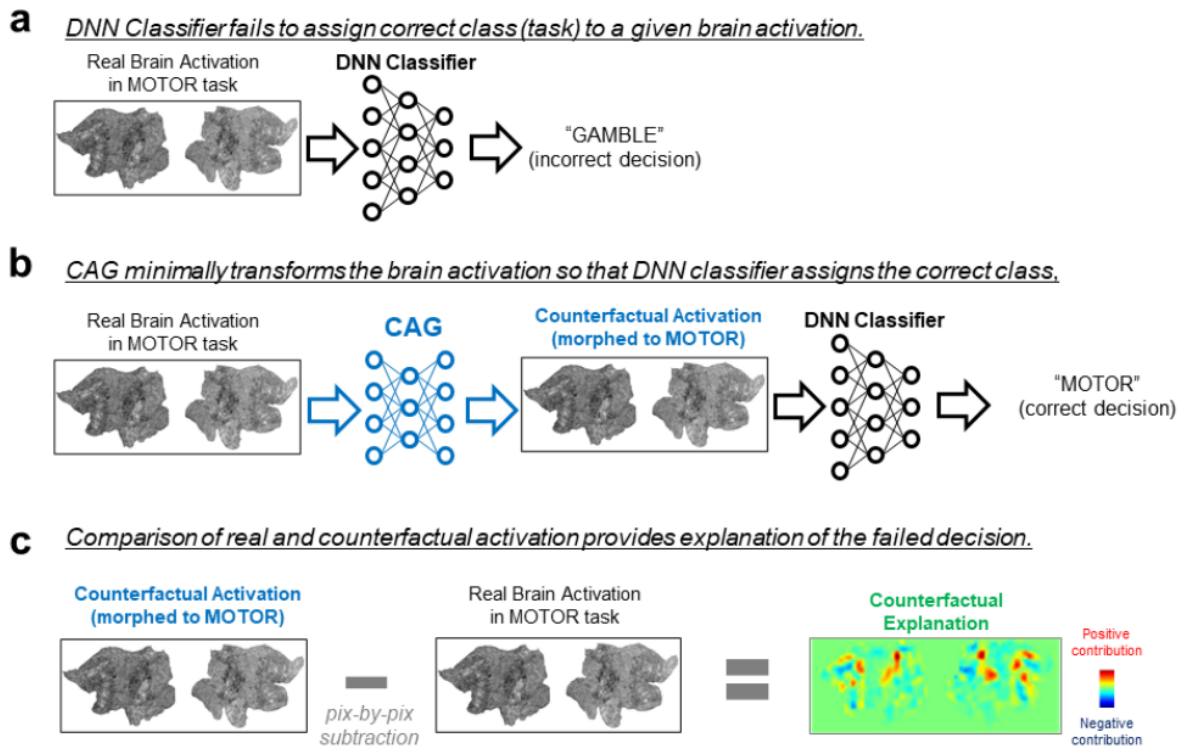 a
DNN Classifier fails to assign correct class (task) to a given brain activation.
Real Brain Activation
in MOTOR task
DNN Classifier
“GAMBLE”
(incorrect decision)
b
CAG minimally transforms the brain activation so that DNN classifier assigns the correct class,
Real Brain Activation
in MOTOR task
CAG
Counterfactual Activation
(morphed to MOTOR)
DNN Classifier
“MOTOR”
(correct decision)
c
Comparison of real and counterfactual activation provides explanation of the failed decision.
Counterfactual Activation
(morphed to MOTOR)
pix-by-pix
subtraction
Real Brain Activation
in MOTOR task
Counterfactual
Explanation
Positive
contribution
Negative
contribution